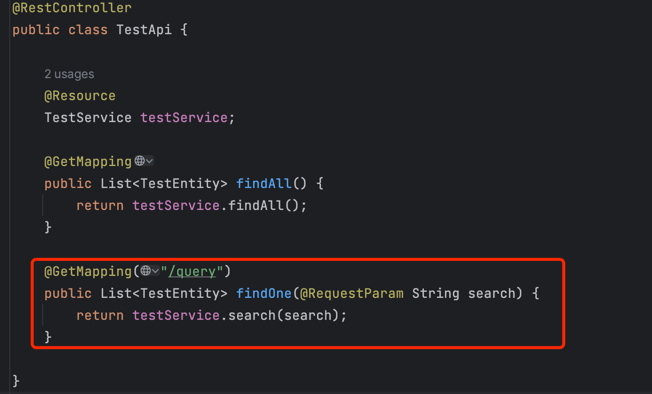 @RestController
public class TestApi {
2 usages
@Resource
TestService testService;
@GetMapping
public List<TestEntity> findAll() {
return testService.findAll();
}
@GetMapping("/query")
public List<TestEntity> findOne(@RequestParam String search) {
return testService.search(search);
}
}